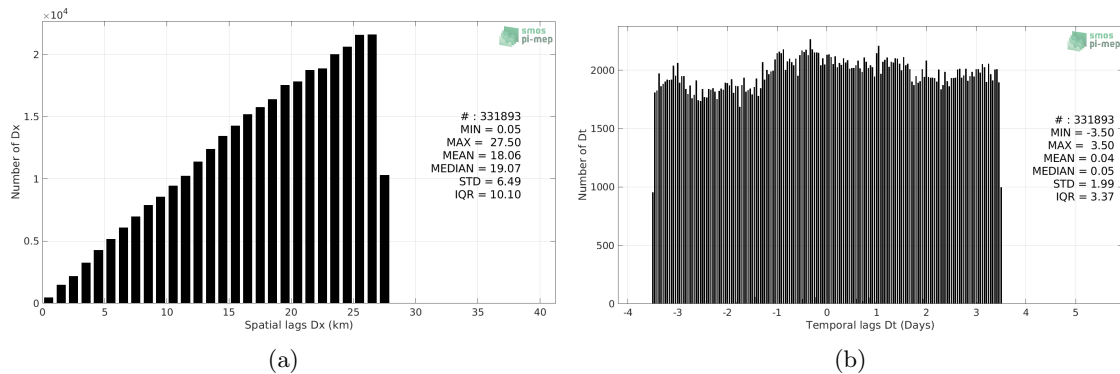 ×10⁴
2
1.5
1
0.5
0
Number of Dx
smos
pi-mep
# : 331893
MIN = 0.05
MAX = 27.50
MEAN = 18.06
MEDIAN = 19.07
STD = 6.49
IQR = 10.10
0 5 10 15 20 25 30 35 40
Spatial lags Dx (km)
(a)
2000
1500
1000
500
0
Number of Dt
smos
pi-mep
# : 331893
MIN = -3.50
MAX = 3.50
MEAN = 0.04
MEDIAN = 0.05
STD = 1.99
IQR = 3.37
-4 -3 -2 -1 -0 1 2 3 4 5
Temporal lags Dt (Days)
(b)